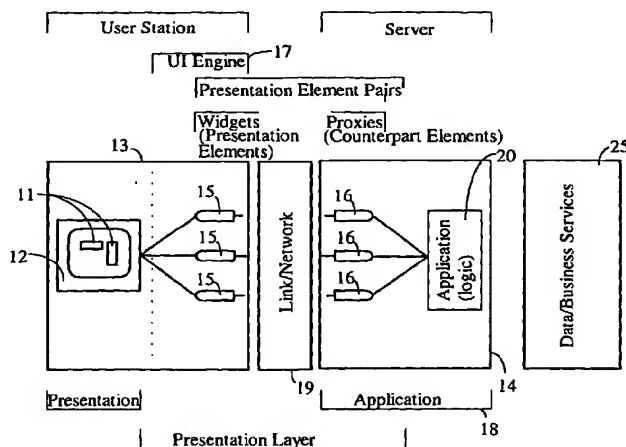 User Station
Server
UI Engine
17
Presentation Element Pairs
Widgets
(Presentation
Elements)
Proxies
(Counterpart Elements)
13
20
25
11
12
15
15
15
Link/Network
16
16
16
Application
(logic)
Data/Business Services
19
14
Presentation
Application
18
Presentation Layer